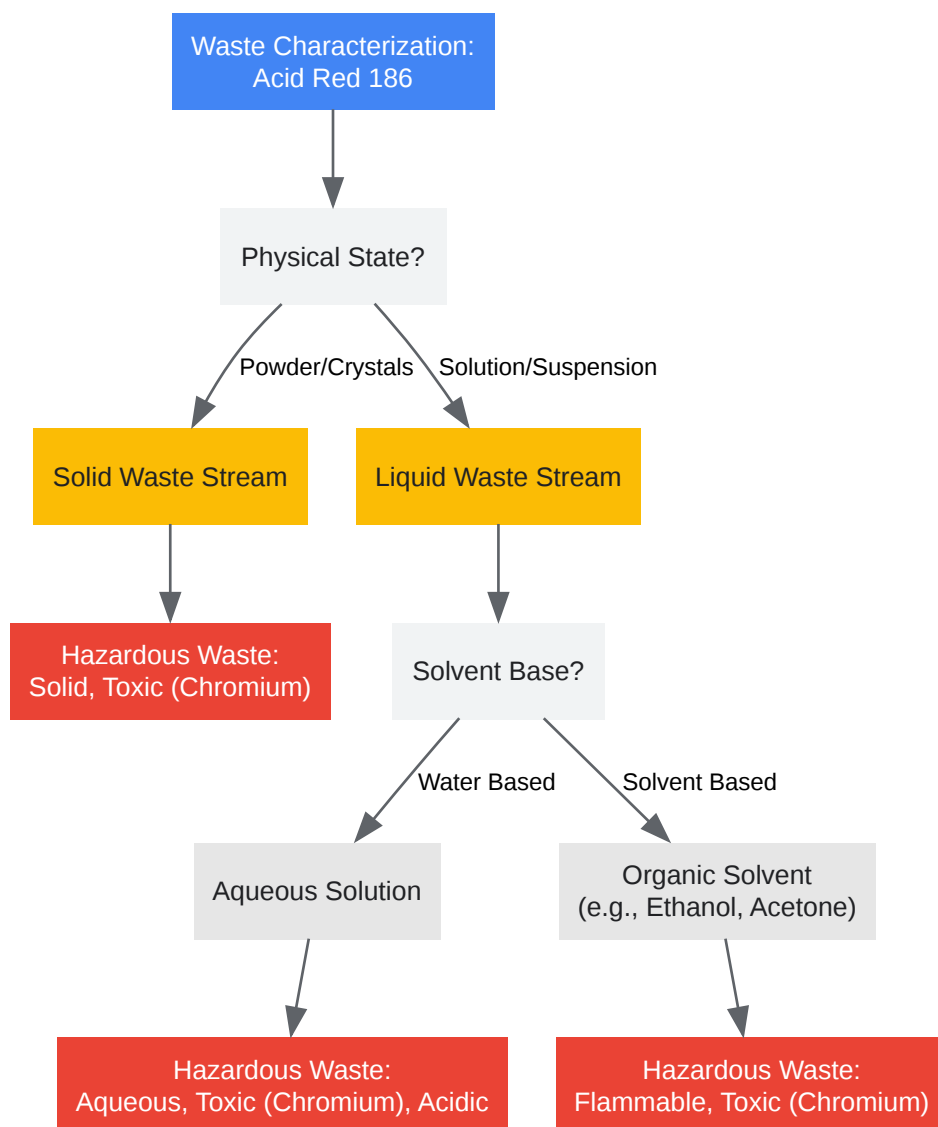 Waste Characterization:
Acid Red 186
Physical State?
Powder/Crystals
Solution/Suspension
Solid Waste Stream
Liquid Waste Stream
Hazardous Waste:
Solid, Toxic (Chromium)
Solvent Base?
Water Based
Solvent Based
Aqueous Solution
Organic Solvent
(e.g., Ethanol, Acetone)
Hazardous Waste:
Aqueous, Toxic (Chromium), Acidic
Hazardous Waste:
Flammable, Toxic (Chromium)